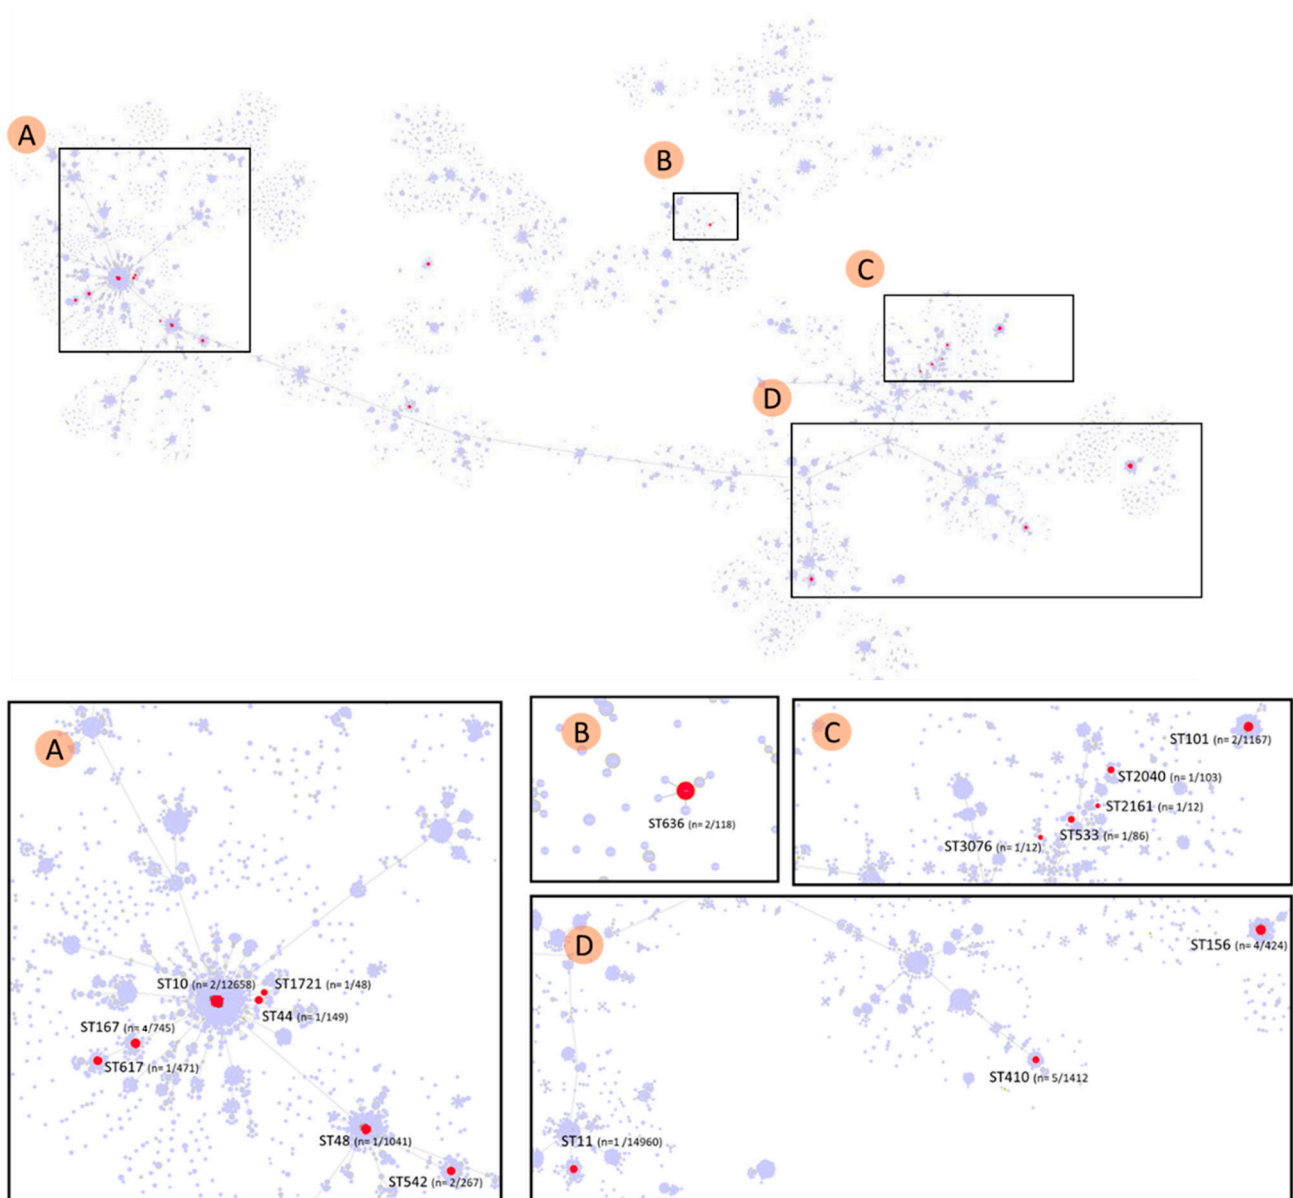 A
B
C
D
A
ST10 (n= 2/12658)
ST1721 (n= 1/48)
ST44 (n= 1/149)
ST167 (n= 4/745)
ST617 (n= 1/471)
ST48 (n= 1/1041)
ST542 (n= 2/267)
B
ST636 (n= 2/118)
C
ST101 (n= 2/1167)
ST2040 (n= 1/103)
ST2161 (n= 1/12)
ST533 (n= 1/86)
ST3076 (n= 1/12)
D
ST156 (n= 4/424)
ST410 (n= 5/1412
ST11 (n=1 /14960)